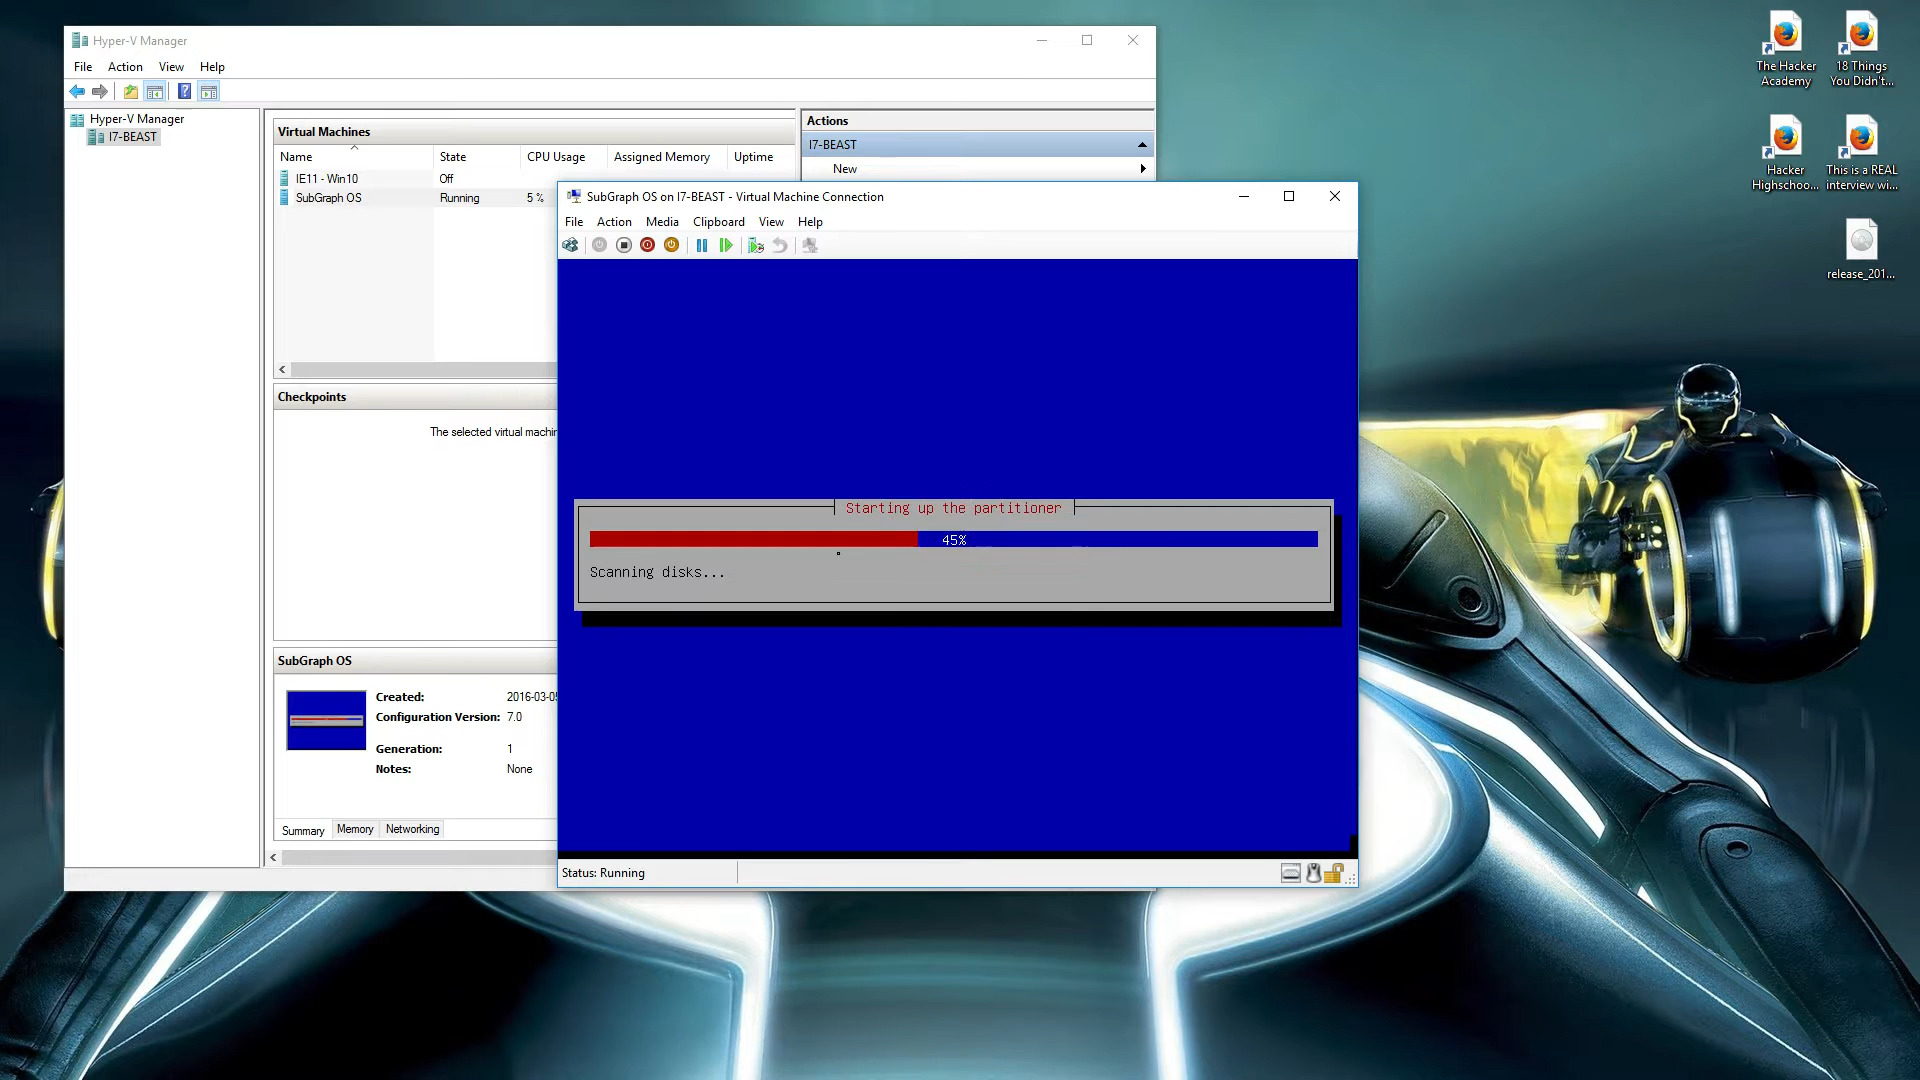 Hyper-V Manager
File Action View Help
Hyper-V Manager
I7-BEAST
Virtual Machines
Name State CPU Usage Assigned Memory Uptime
IE11 - Win10 Off
SubGraph OS Running 5 %
Actions
I7-BEAST
New
Checkpoints
The selected virtual machin
SubGraph OS
Created: 2016-03-05
Configuration Version: 7.0
Generation: 1
Notes: None
Summary Memory Networking
SubGraph OS on I7-BEAST - Virtual Machine Connection
File Action Media Clipboard View Help
Starting up the partitioner
45%
Scanning disks...
Status: Running
The Hacker
Academy
18 Things
You Didn't...
Hacker
Highschoo...
This is a REAL
interview wi...
release_201...